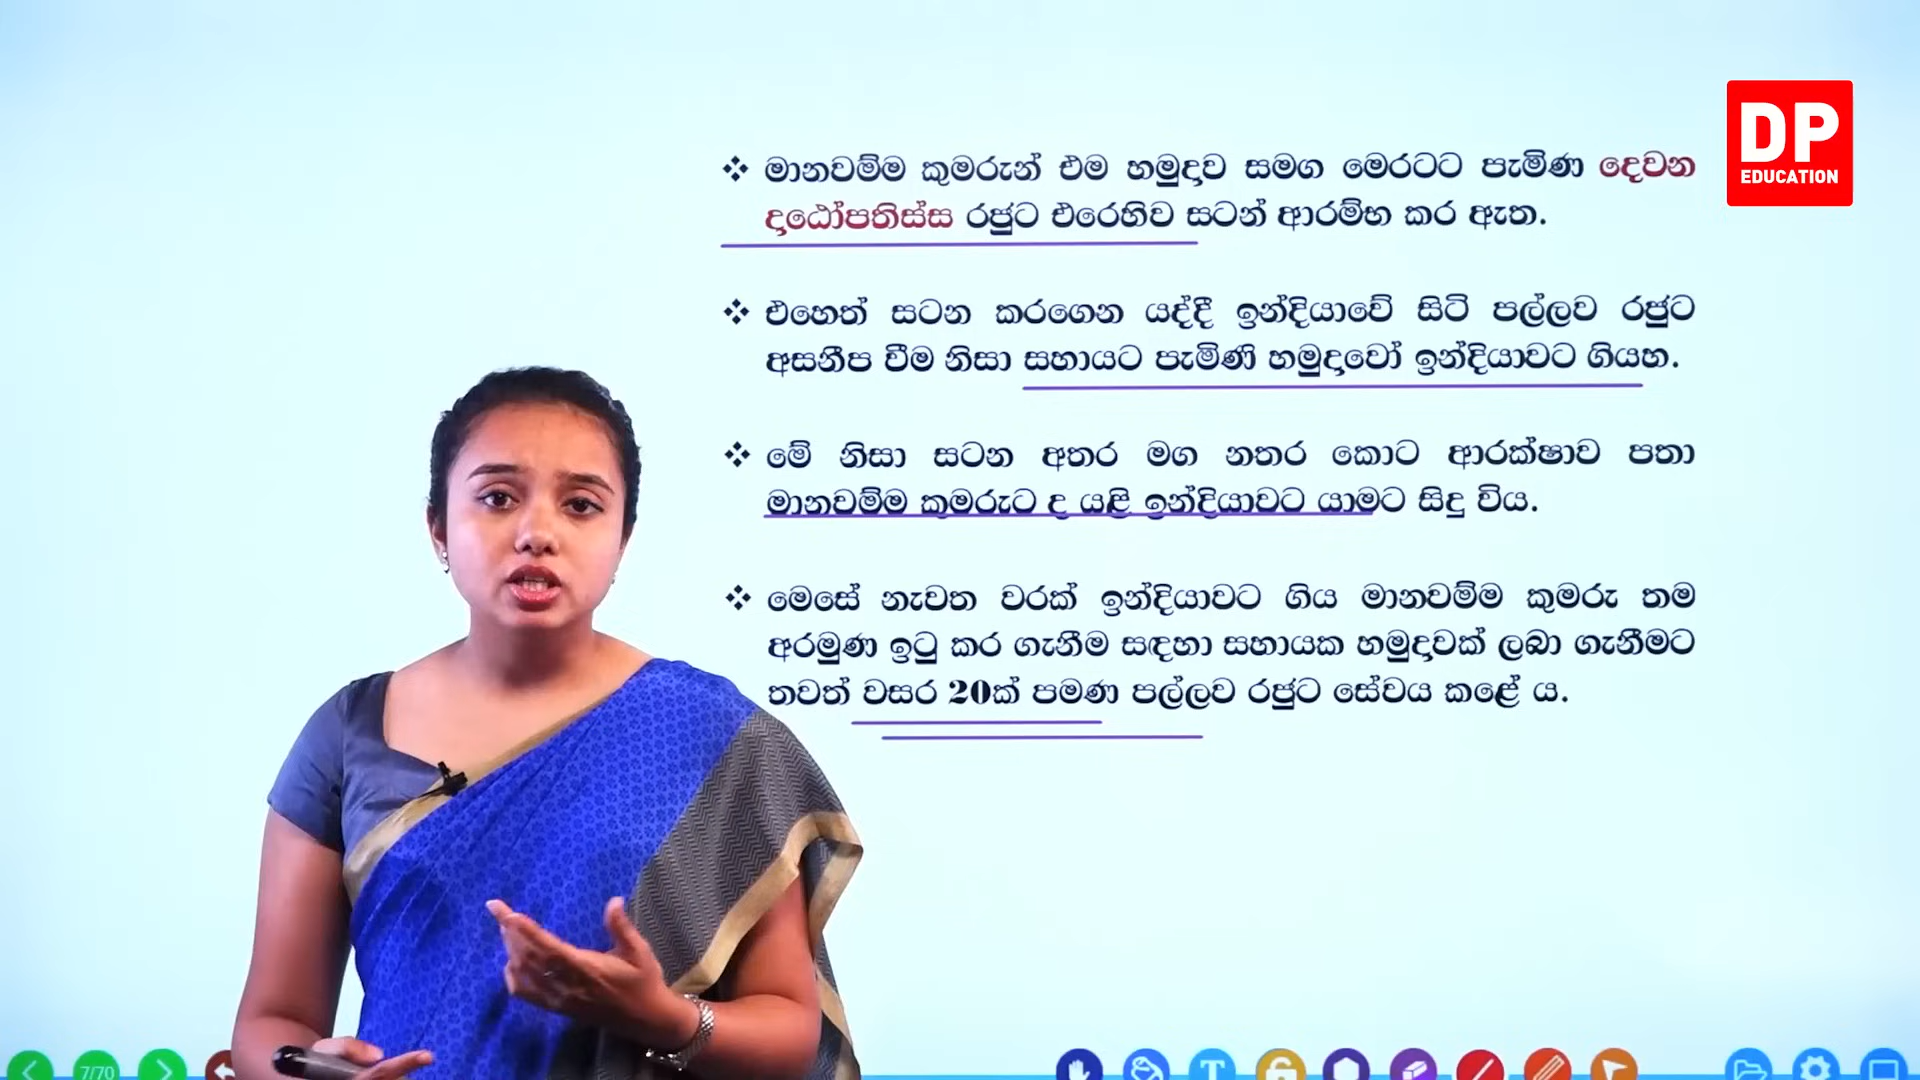 DP
EDUCATION
❖ මානවම්ම කුමරුන් එම හමුදාව සමග මෙරටට පැමිණ දෙවන
දාඨෝපතිස්ස රජුට එරෙහිව සටන් ආරම්භ කර ඇත.
❖ එහෙත් සටන කරගෙන යද්දී ඉන්දියාවේ සිටි පල්ලව රජුට
අසනීප වීම නිසා සහායට පැමිණි හමුදාවෝ ඉන්දියාවට ගියහ.
❖ මේ නිසා සටන අතර මග නතර කොට ආරක්ෂාව පතා
මානවම්ම කුමරුට ද යළි ඉන්දියාවට යාමට සිදු විය.
❖ මෙසේ නැවත වරක් ඉන්දියාවට ගිය මානවම්ම කුමරු තම
අරමුණ ඉටු කර ගැනීම සඳහා සහායක හමුදාවක් ලබා ගැනීමට
තවත් වසර 20ක් පමණ පල්ලව රජුට සේවය කළේ ය.
7/70